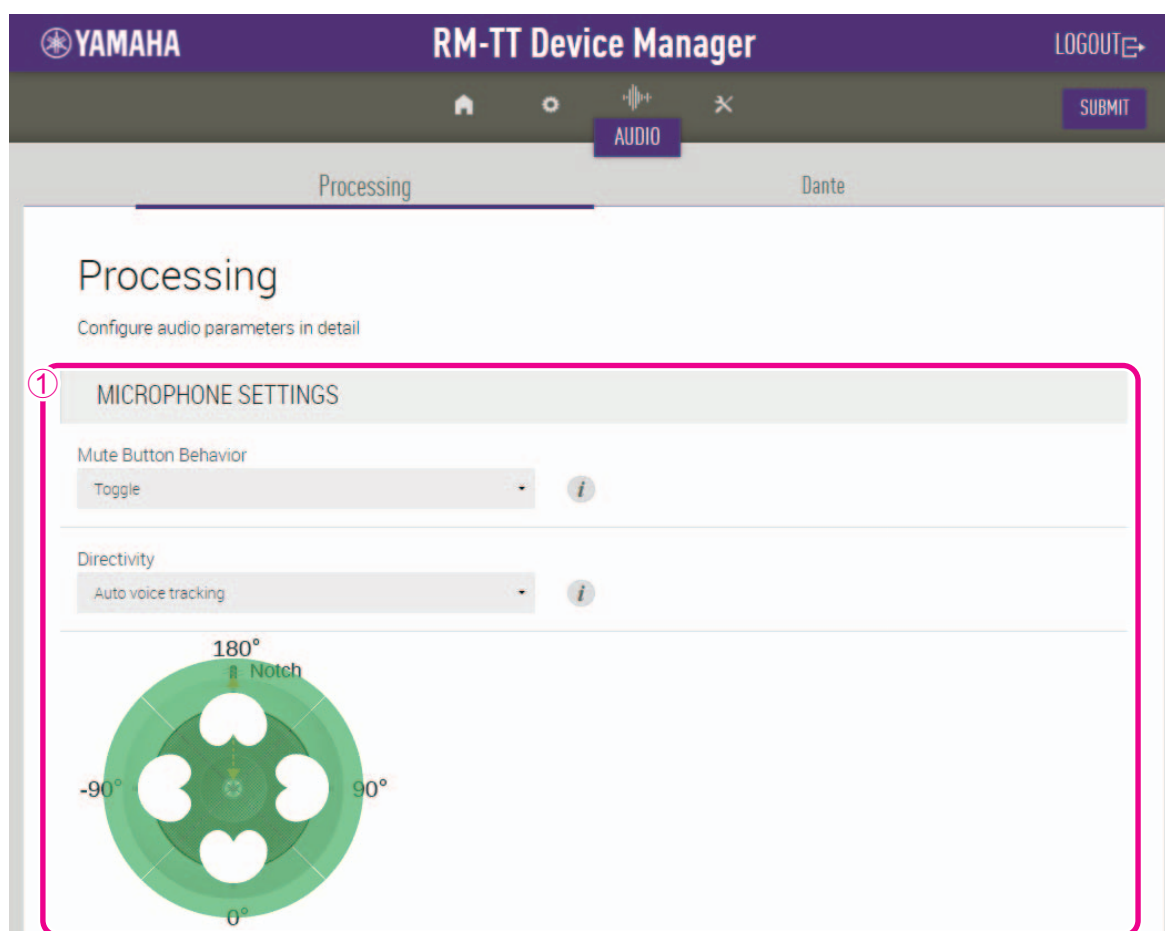 YAMAHA
RM-TT Device Manager
LOGOUT
AUDIO
SUBMIT
Processing
Dante
Processing
Configure audio parameters in detail
1
MICROPHONE SETTINGS
Mute Button Behavior
Toggle
i
Directivity
Auto voice tracking
i
180°
Notch
-90°
90°
0°